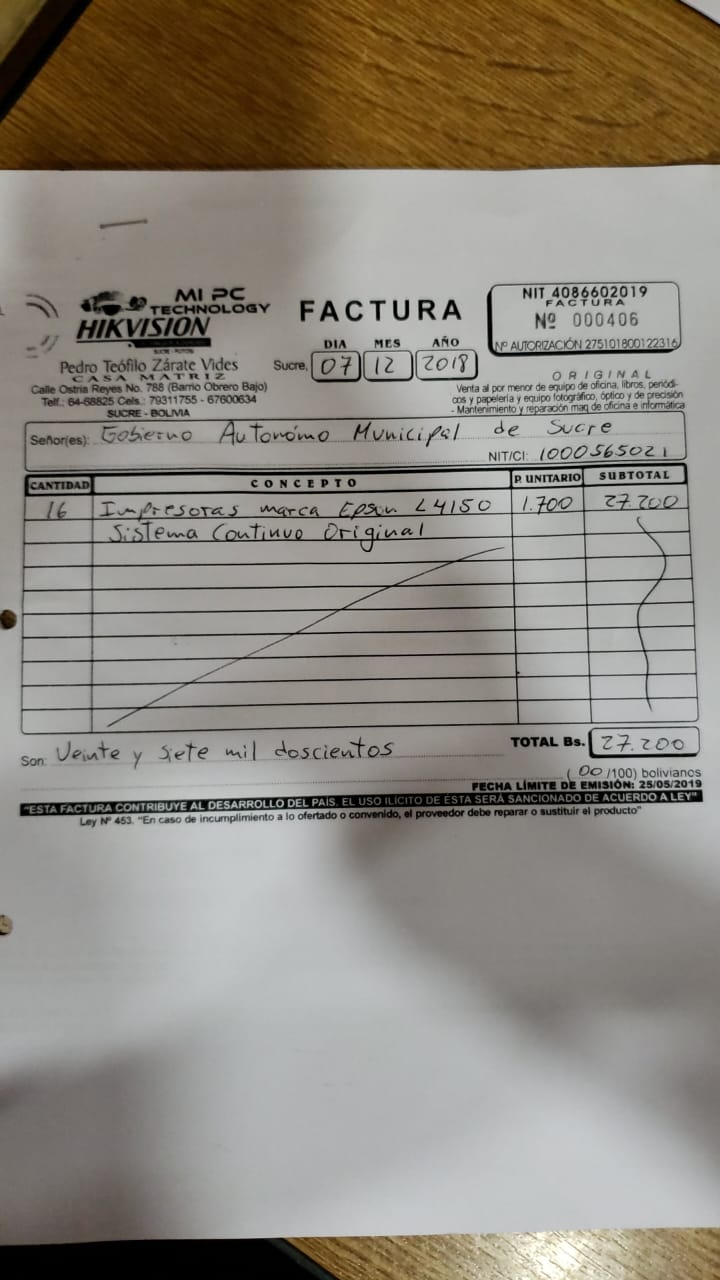 MI PC
TECHNOLOGY
HIKVISION
FACTURA
NIT 4086602019
FACTURA
Nº 000406
Nº AUTORIZACIÓN 275101800122316
DIA MES AÑO
Sucre, 07 12 2018
Pedro Teófilo Zárate Vides
CASA MATRIZ
Calle Ostria Reyes No. 788 (Barrio Obrero Bajo)
Telf.: 64-68825 Cels.: 79311755 - 67600634
SUCRE - BOLIVIA
ORIGINAL
Venta al por menor de equipo de oficina, libros, periódi-
cos y papelería y equipo fotográfico, óptico y de precisión
- Mantenimiento y reparación maq de oficina e informática
Señor(es): Gobierno Autonómo Municipal de Sucre
NIT/CI: 1000565021
CANTIDAD CONCEPTO P. UNITARIO SUBTOTAL
16 Impresoras marca Epson L4150 1.700 27.200
Sistema Continuo Original
Son: Veinte y siete mil doscientos TOTAL Bs. 27.200
(00/100) bolivianos
FECHA LÍMITE DE EMISIÓN: 25/05/2019
"ESTA FACTURA CONTRIBUYE AL DESARROLLO DEL PAÍS. EL USO ILÍCITO DE ÉSTA SERÁ SANCIONADO DE ACUERDO A LEY"
Ley Nº 453. "En caso de incumplimiento a lo ofertado o convenido, el proveedor debe reparar o sustituir el producto"